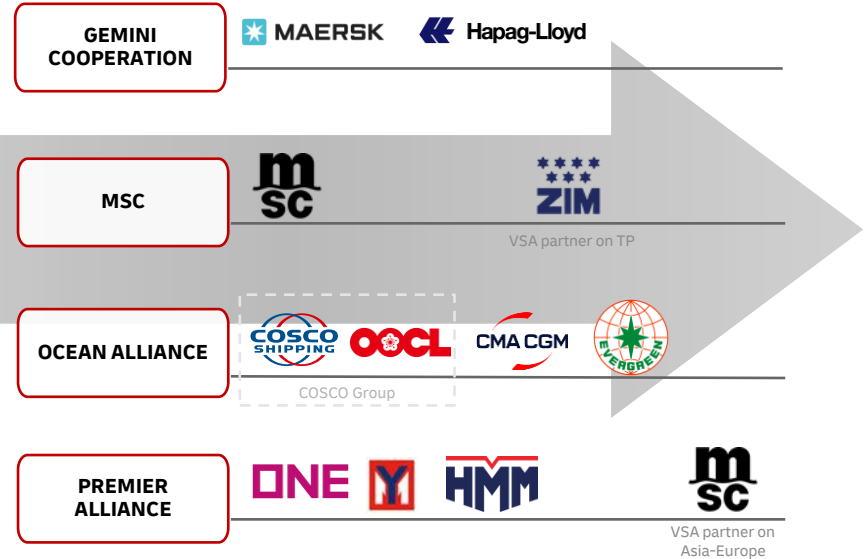 GEMINI
COOPERATION
MAERSK
Hapag-Lloyd
MSC
msc
ZIM
VSA partner on TP
OCEAN ALLIANCE
COSCO
SHIPPING
OOCL
CMA CGM
EVERGREEN
COSCO Group
PREMIER
ALLIANCE
ONE
Y
HMM
msc
VSA partner on
Asia-Europe